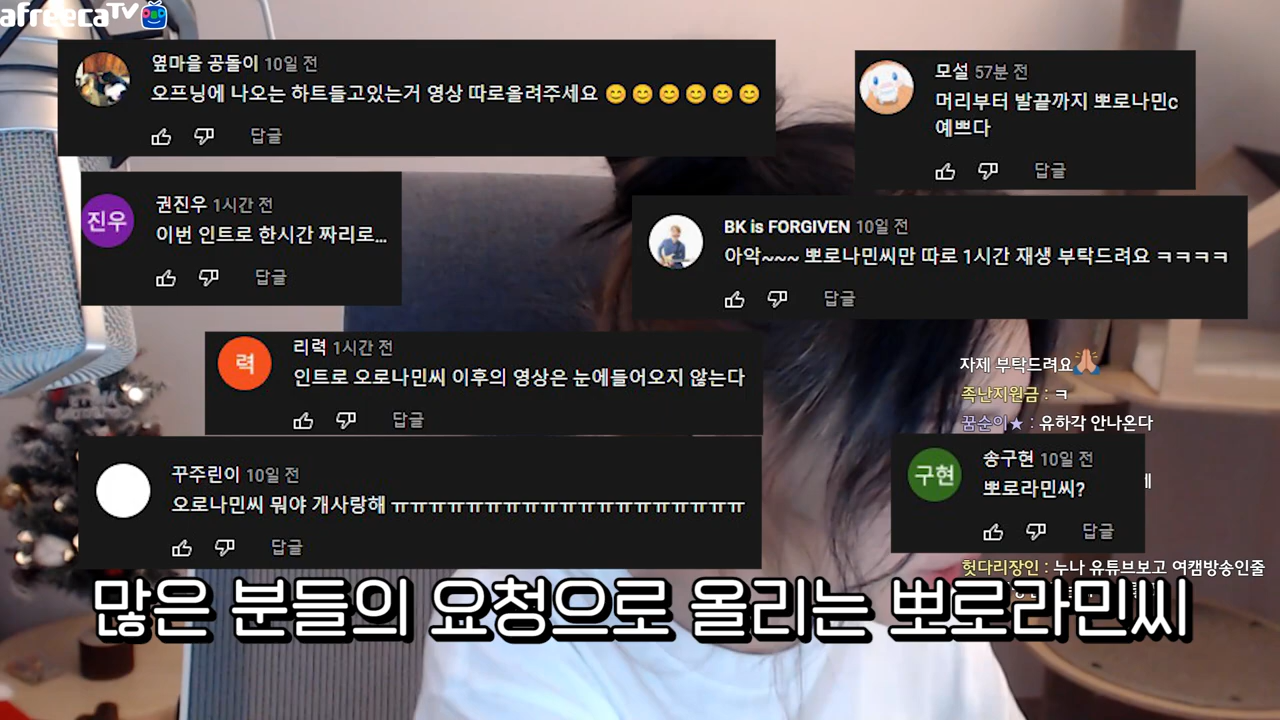 afreecaTV
옆마을 공돌이 10일 전
오프닝에 나오는 하트들고있는거 영상 따로올려주세요 😊😊😊😊😊😊
답글
모설 57분 전
머리부터 발끝까지 뽀로나민c
예쁘다
답글
진우
권진우 1시간 전
이번 인트로 한시간 짜리로...
답글
BK is FORGIVEN 10일 전
아악~~~ 뽀로나민씨만 따로 1시간 재생 부탁드려요 ㅋㅋㅋㅋ
답글
력
리력 1시간 전
인트로 오로나민씨 이후의 영상은 눈에들어오지 않는다
답글
자제 부탁드려요🙏
족난지원금 : ㅋ
꿈순이★ : 유하각 안나온다
꾸주린이 10일 전
오로나민씨 뭐야 개사랑해 ㅠㅠㅠㅠㅠㅠㅠㅠㅠㅠㅠㅠㅠㅠㅠㅠㅠㅠㅠ
답글
구현
송구현 10일 전
뽀로라민씨?
답글
헛다리장인 : 누나 유튜브보고 여캠방송인줄
많은 분들의 요청으로 올리는 뽀로라민씨